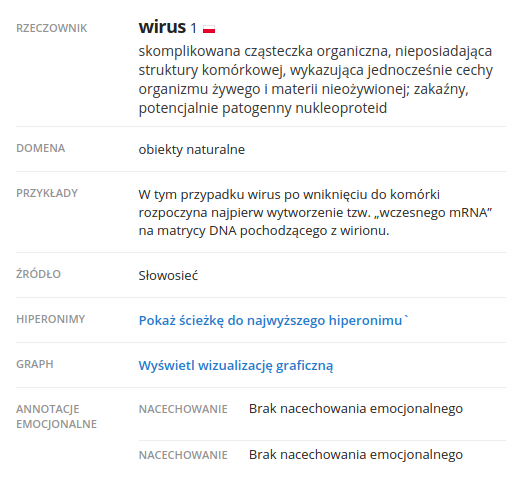 RZECZOWNIK
wirus 1
skomplikowana cząsteczka organiczna, nieposiadająca
struktury komórkowej, wykazująca jednocześnie cechy
organizmu żywego i materii nieożywionej; zakaźny,
potencjalnie patogenny nukleoproteid
DOMENA
obiekty naturalne
PRZYKŁADY
W tym przypadku wirus po wniknięciu do komórki
rozpoczyna najpierw wytworzenie tzw. „wczesnego mRNA”
na matrycy DNA pochodzącego z wirionu.
ŹRÓDŁO
Słowosieć
HIPERONIMY
Pokaż ścieżkę do najwyższego hiperonimu`
GRAPH
Wyświetl wizualizację graficzną
ANNOTACJE
EMOCJONALNE
NACECHOWANIE Brak nacechowania emocjonalnego
NACECHOWANIE Brak nacechowania emocjonalnego